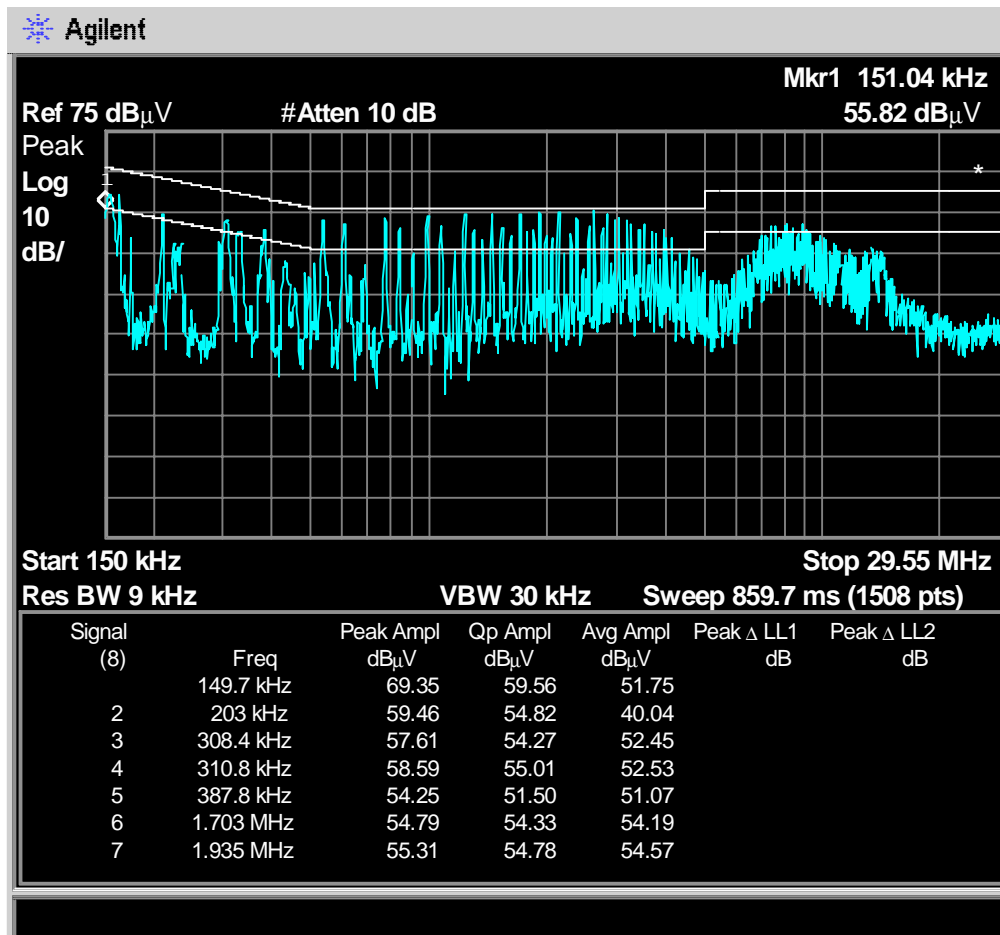 Agilent
Mkr1 151.04 kHz
Ref 75 dBµV #Atten 10 dB 55.82 dBµV
Peak
Log
10
dB/
1
*
Start 150 kHz Stop 29.55 MHz
Res BW 9 kHz VBW 30 kHz Sweep 859.7 ms (1508 pts)
Signal Peak Ampl Qp Ampl Avg Ampl Peak Δ LL1 Peak Δ LL2
(8) Freq dBµV dBµV dBµV dB dB
149.7 kHz 69.35 59.56 51.75
2 203 kHz 59.46 54.82 40.04
3 308.4 kHz 57.61 54.27 52.45
4 310.8 kHz 58.59 55.01 52.53
5 387.8 kHz 54.25 51.50 51.07
6 1.703 MHz 54.79 54.33 54.19
7 1.935 MHz 55.31 54.78 54.57